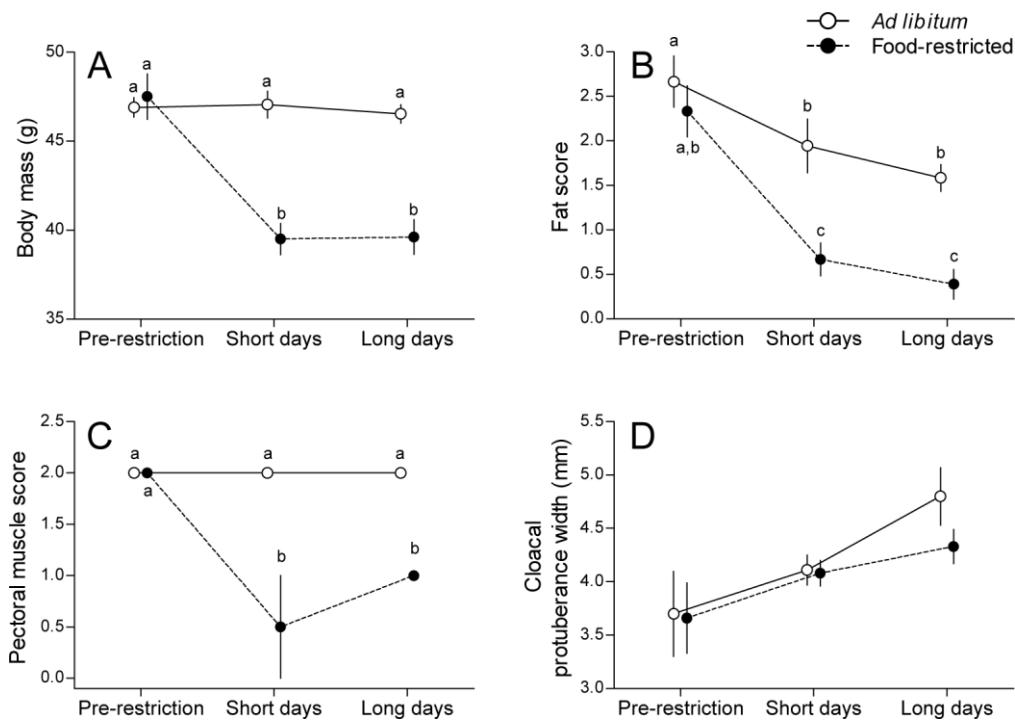 Ad libitum
Food-restricted
A
50
45
40
35
Body mass (g)
a
a
a
a
b
b
Pre-restriction
Short days
Long days
B
3.0
2.5
2.0
1.5
1.0
0.5
0.0
Fat score
a
a,b
b
b
c
c
Pre-restriction
Short days
Long days
C
2.5
2.0
1.5
1.0
0.5
0.0
Pectoral muscle score
a
a
a
a
b
b
Pre-restriction
Short days
Long days
D
5.5
5.0
4.5
4.0
3.5
3.0
Cloacal
protuberance width (mm)
Pre-restriction
Short days
Long days